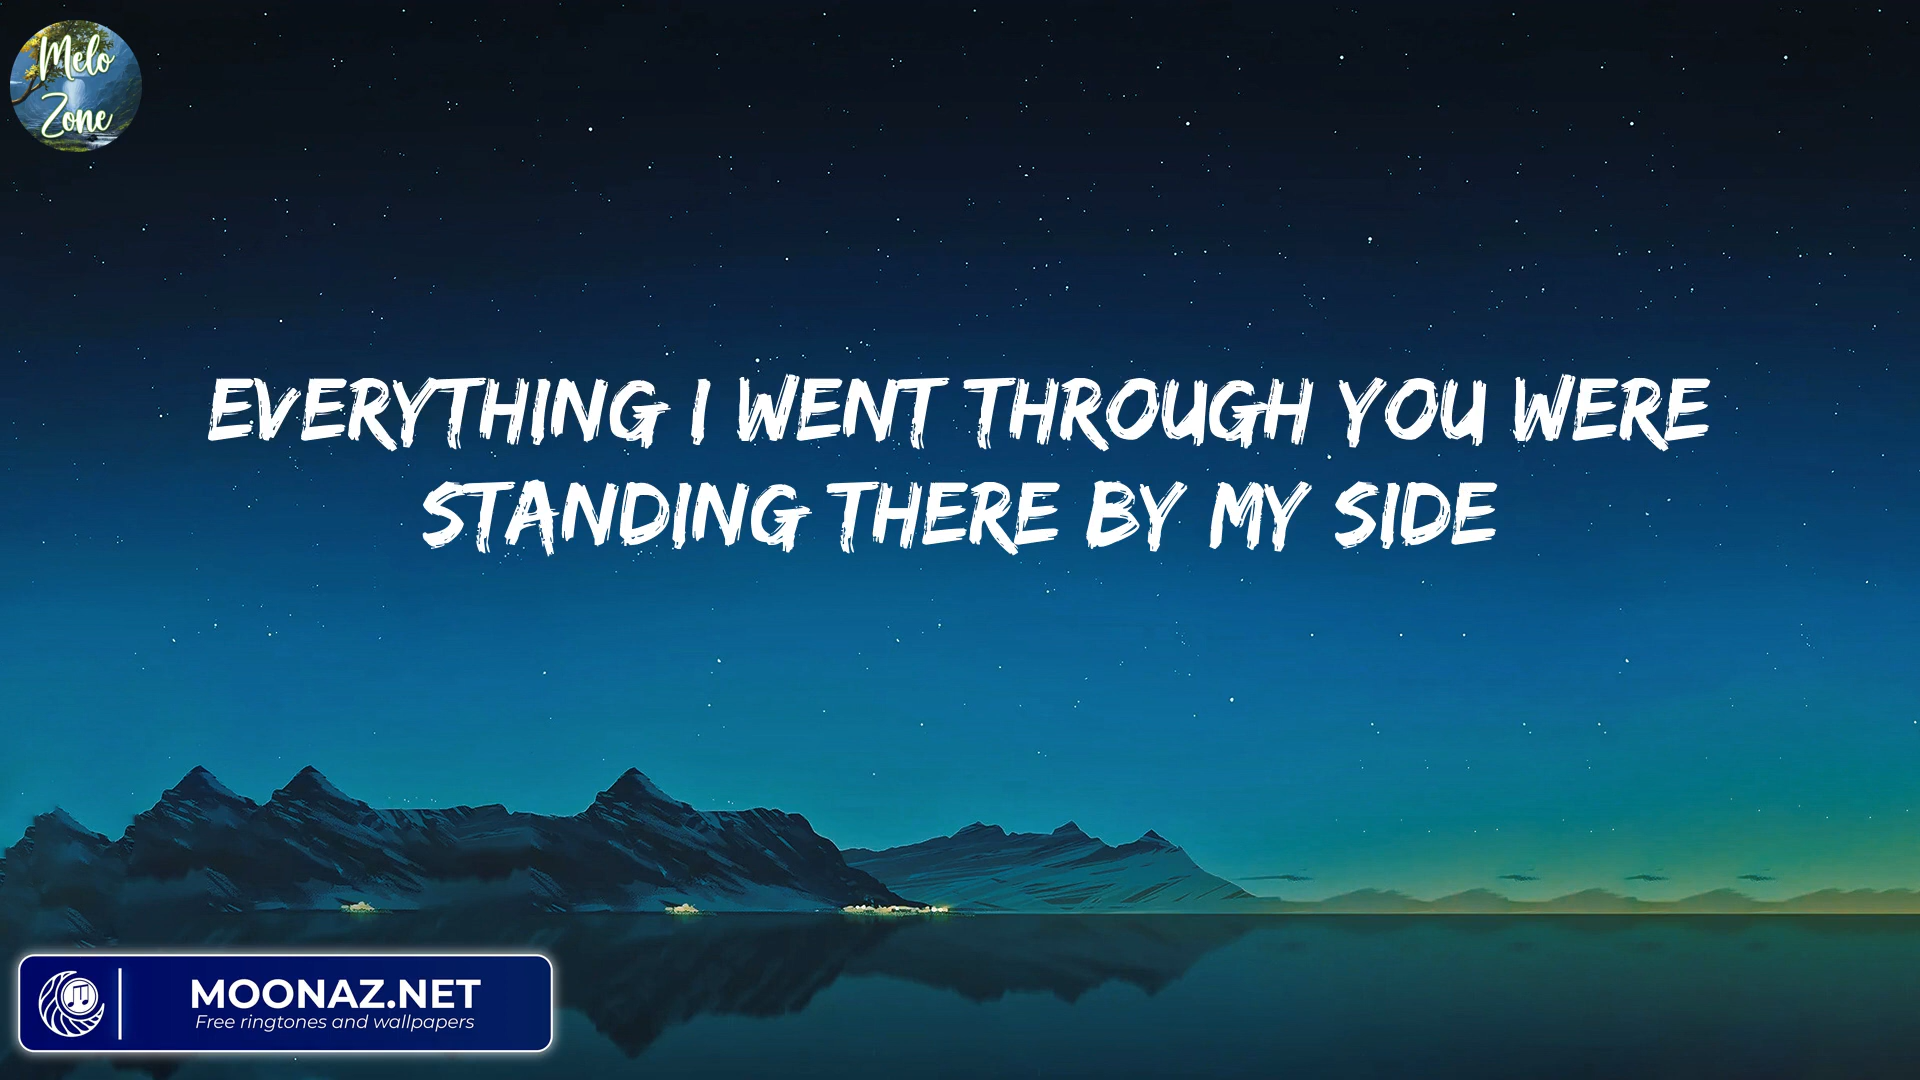 Melo
Zone
EVERYTHING I WENT THROUGH YOU WERE
STANDING THERE BY MY SIDE
MOONAZ.NET
Free ringtones and wallpapers